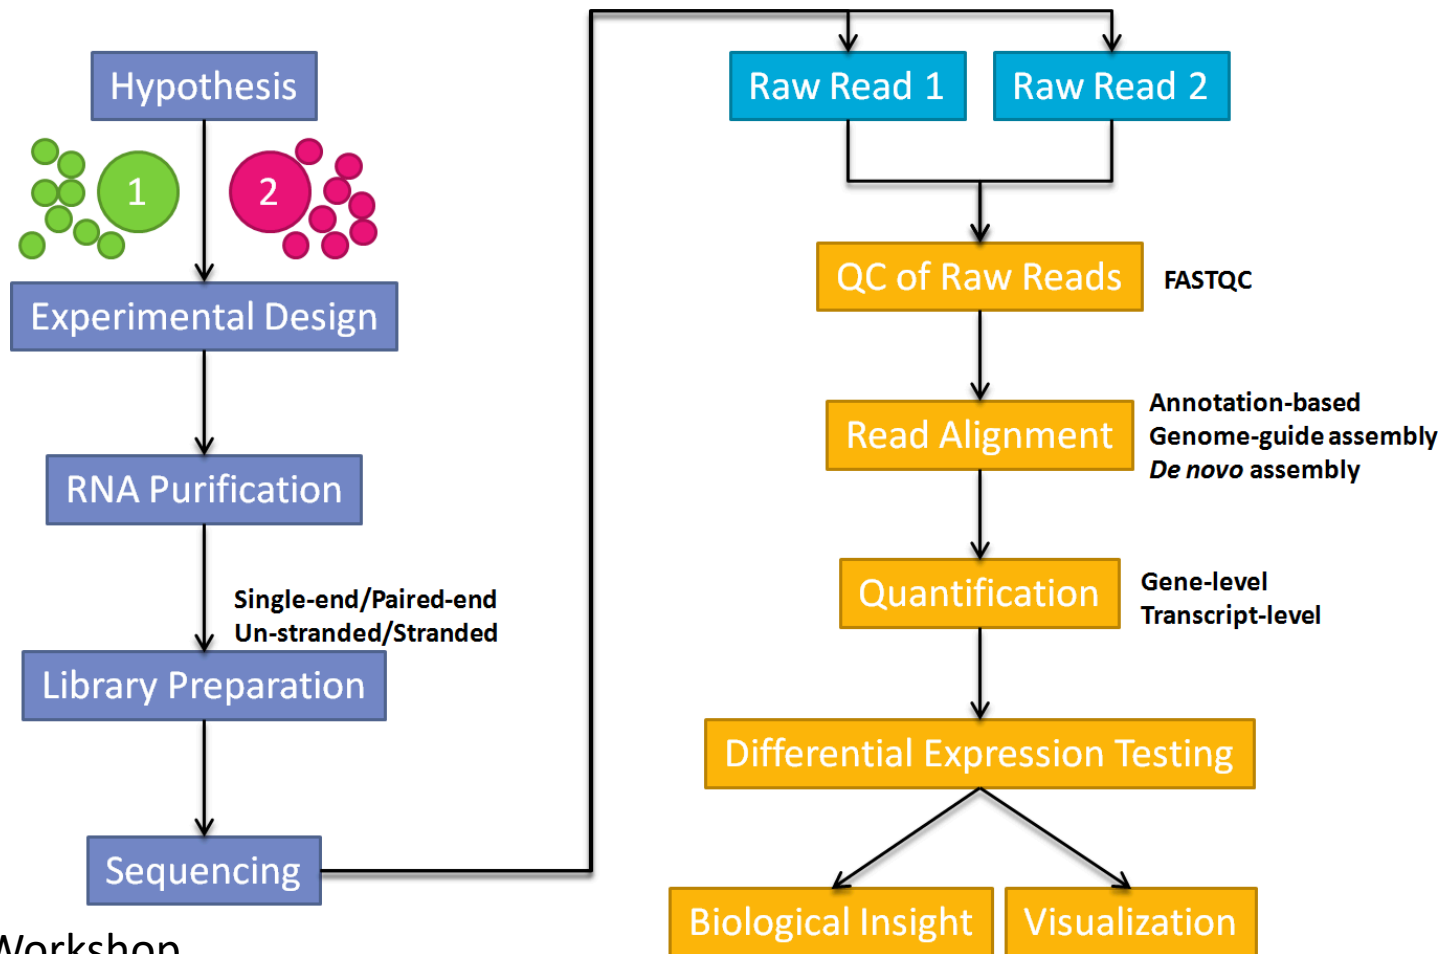 Hypothesis
1
2
Experimental Design
RNA Purification
Single-end/Paired-end
Un-stranded/Stranded
Library Preparation
Sequencing
Raw Read 1
Raw Read 2
QC of Raw Reads
FASTQC
Read Alignment
Annotation-based
Genome-guide assembly
De novo assembly
Quantification
Gene-level
Transcript-level
Differential Expression Testing
Biological Insight
Visualization
Workshop